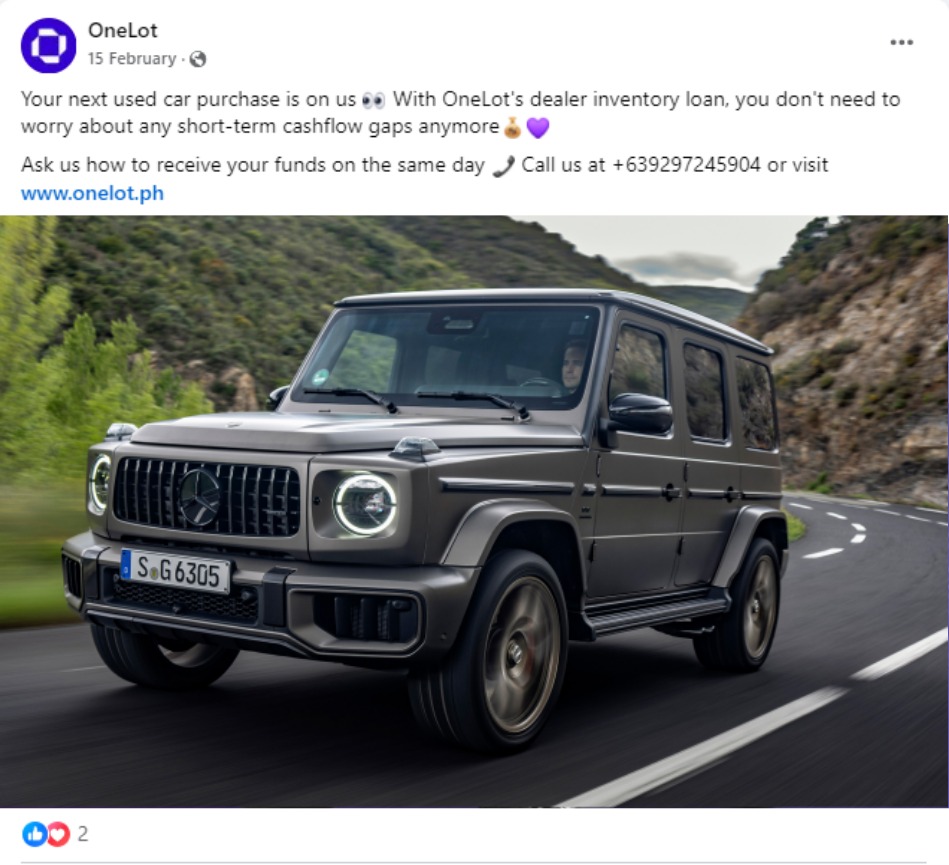 OneLot
15 February ·
Your next used car purchase is on us 👀 With OneLot's dealer inventory loan, you don't need to
worry about any short-term cashflow gaps anymore💰💜
Ask us how to receive your funds on the same day 📞 Call us at +639297245904 or visit
www.onelot.ph
S G 6305
2